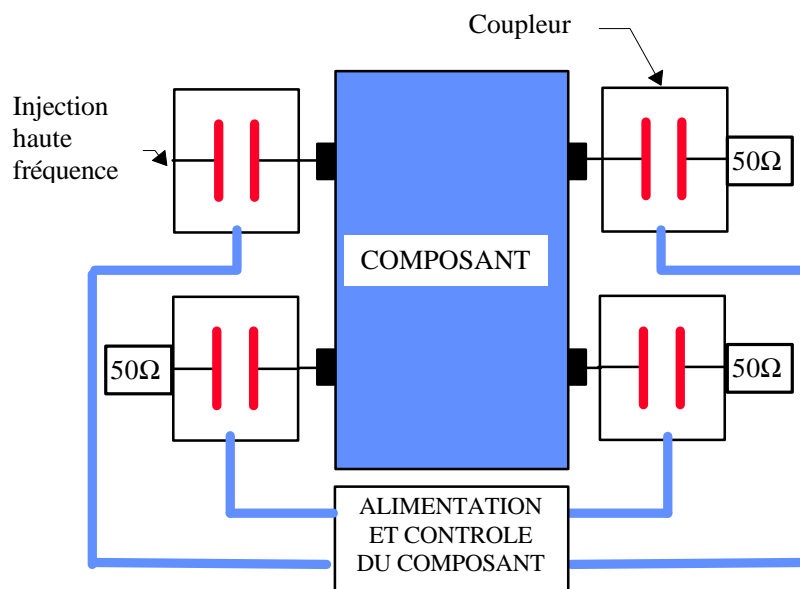 Coupleur
Injection
haute
fréquence
50Ω
COMPOSANT
50Ω
50Ω
ALIMENTATION
ET CONTROLE
DU COMPOSANT